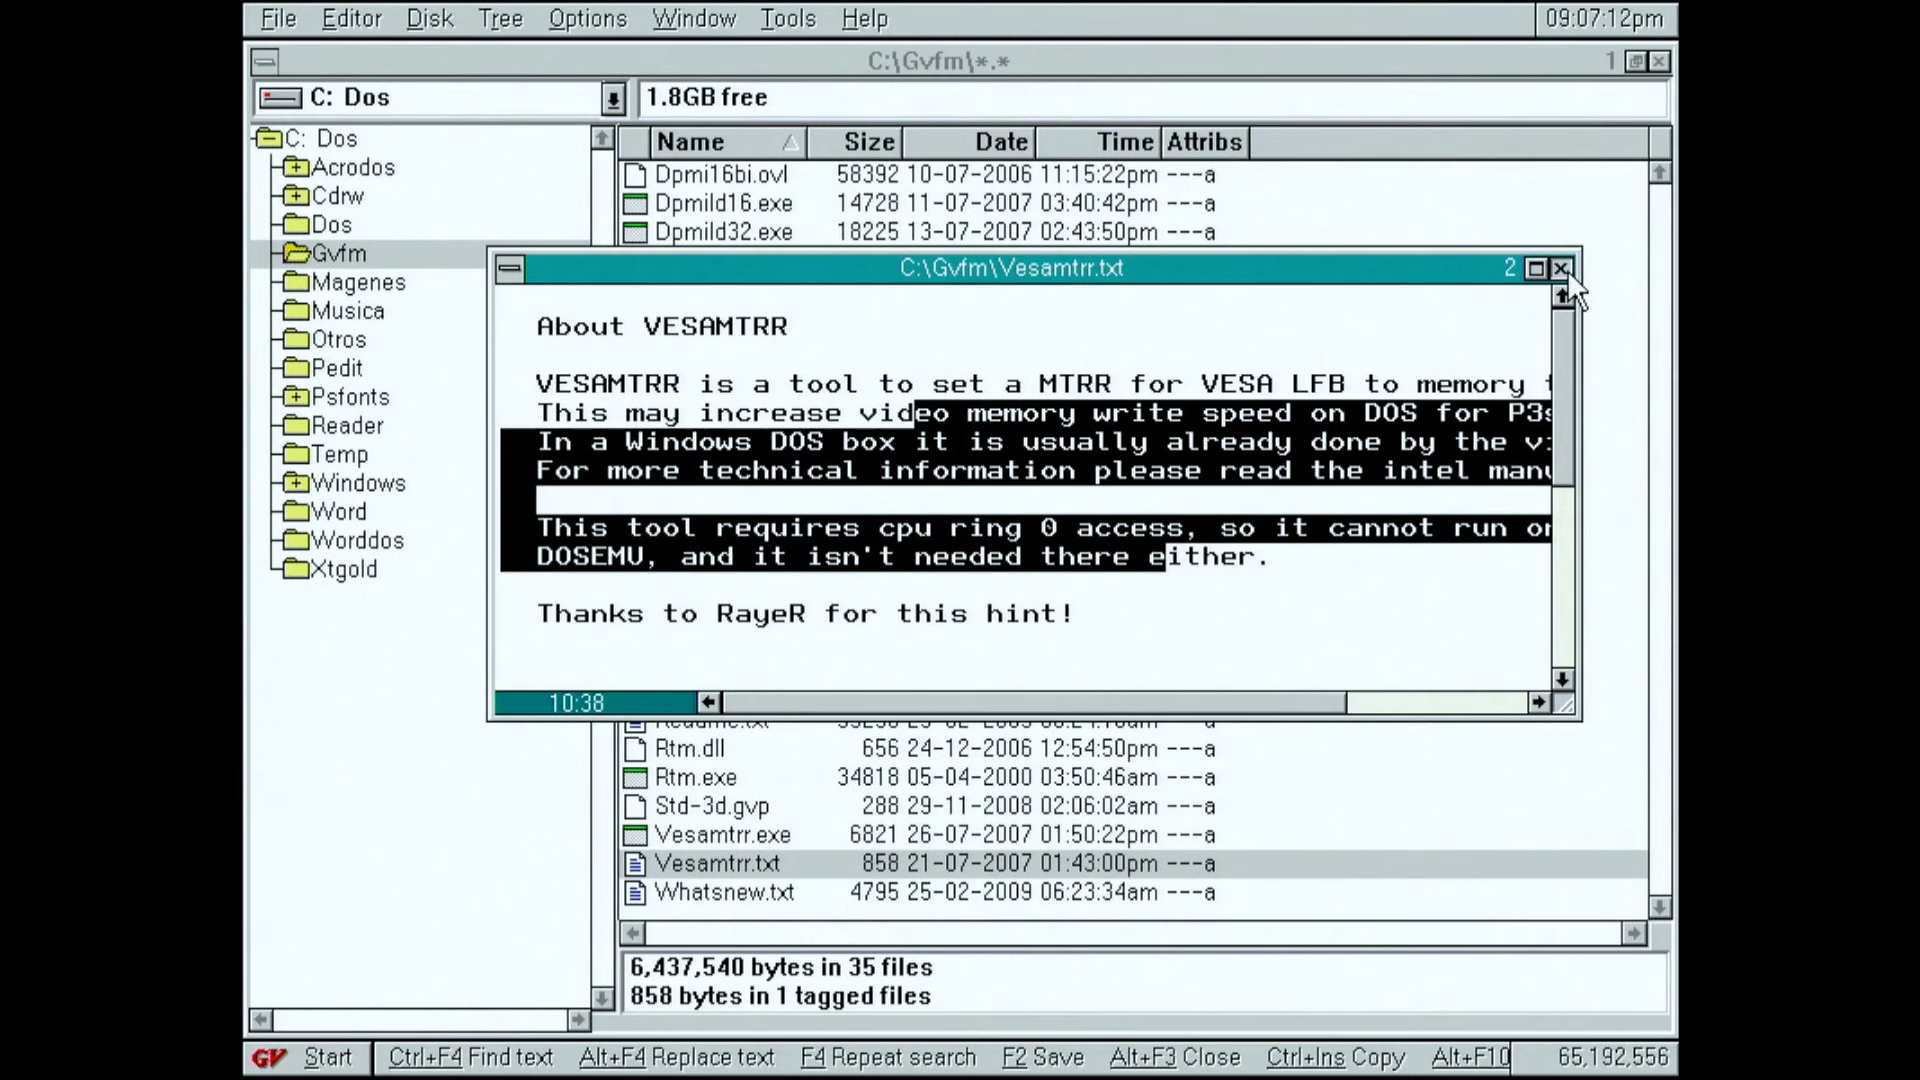 File Editor Disk Tree Options Window Tools Help 09:07:12pm
C:\Gvfm\*.* 1
C: Dos 1.8GB free
C: Dos
Acrodos
Cdrw
Dos
Gvfm
Magenes
Musica
Otros
Pedit
Psfonts
Reader
Temp
Windows
Word
Worddos
Xtgold
Name Size Date Time Attribs
Dpmi16bi.ovl 58392 10-07-2006 11:15:22pm ---a
Dpmild16.exe 14728 11-07-2007 03:40:42pm ---a
Dpmild32.exe 18225 13-07-2007 02:43:50pm ---a
C:\Gvfm\Vesamtrr.txt 2
About VESAMTRR
VESAMTRR is a tool to set a MTRR for VESA LFB to memory
This may increase video memory write speed on DOS for P3s
In a Windows DOS box it is usually already done by the
For more technical information please read the intel
This tool requires cpu ring 0 access, so it cannot run
DOSEMU, and it isn't needed there either.
Thanks to RayeR for this hint!
10:38
Rtm.dll 656 24-12-2006 12:54:50pm ---a
Rtm.exe 34818 05-04-2000 03:50:46am ---a
Std-3d.gvp 288 29-11-2008 02:06:02am ---a
Vesamtrr.exe 6821 26-07-2007 01:50:22pm ---a
Vesamtrr.txt 858 21-07-2007 01:43:00pm ---a
Whatsnew.txt 4795 25-02-2009 06:23:34am ---a
6,437,540 bytes in 35 files
858 bytes in 1 tagged files
GV Start Ctrl+F4 Find text Alt+F4 Replace text F4 Repeat search F2 Save Alt+F3 Close Ctrl+Ins Copy Alt+F10 65,192,556